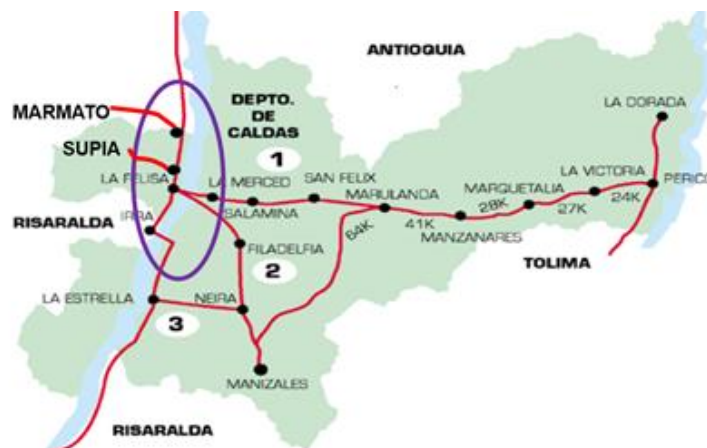 ANTIOQUIA
LA DORADA
MARMATO
DEPTO.
DE
CALDAS
1
SUPIA
LA FELISA
LA MERCED
SAN FELIX
LA VICTORIA
PERICO
MARQUETALIA
MARULANDA
28K
27K
24K
RISARALDA
IRRA
SALAMINA
64K
41K
MANZANARES
FILADELFIA
2
TOLIMA
LA ESTRELLA
NEIRA
3
MANIZALES
RISARALDA